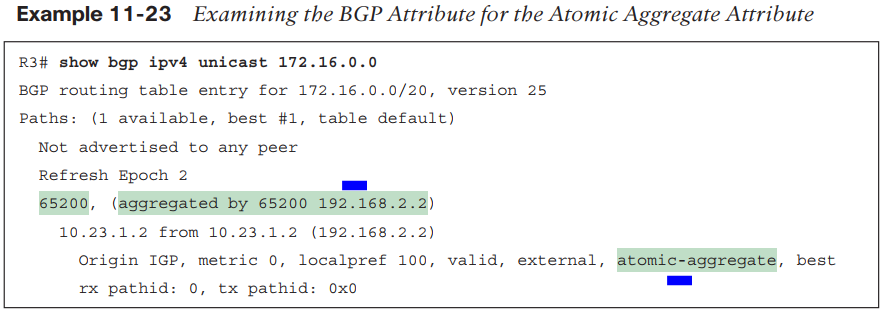 Example 11-23 Examining the BGP Attribute for the Atomic Aggregate Attribute
R3# show bgp ipv4 unicast 172.16.0.0
BGP routing table entry for 172.16.0.0/20, version 25
Paths: (1 available, best #1, table default)
Not advertised to any peer
Refresh Epoch 2
65200, (aggregated by 65200 192.168.2.2)
10.23.1.2 from 10.23.1.2 (192.168.2.2)
Origin IGP, metric 0, localpref 100, valid, external, atomic-aggregate, best
rx pathid: 0, tx pathid: 0x0